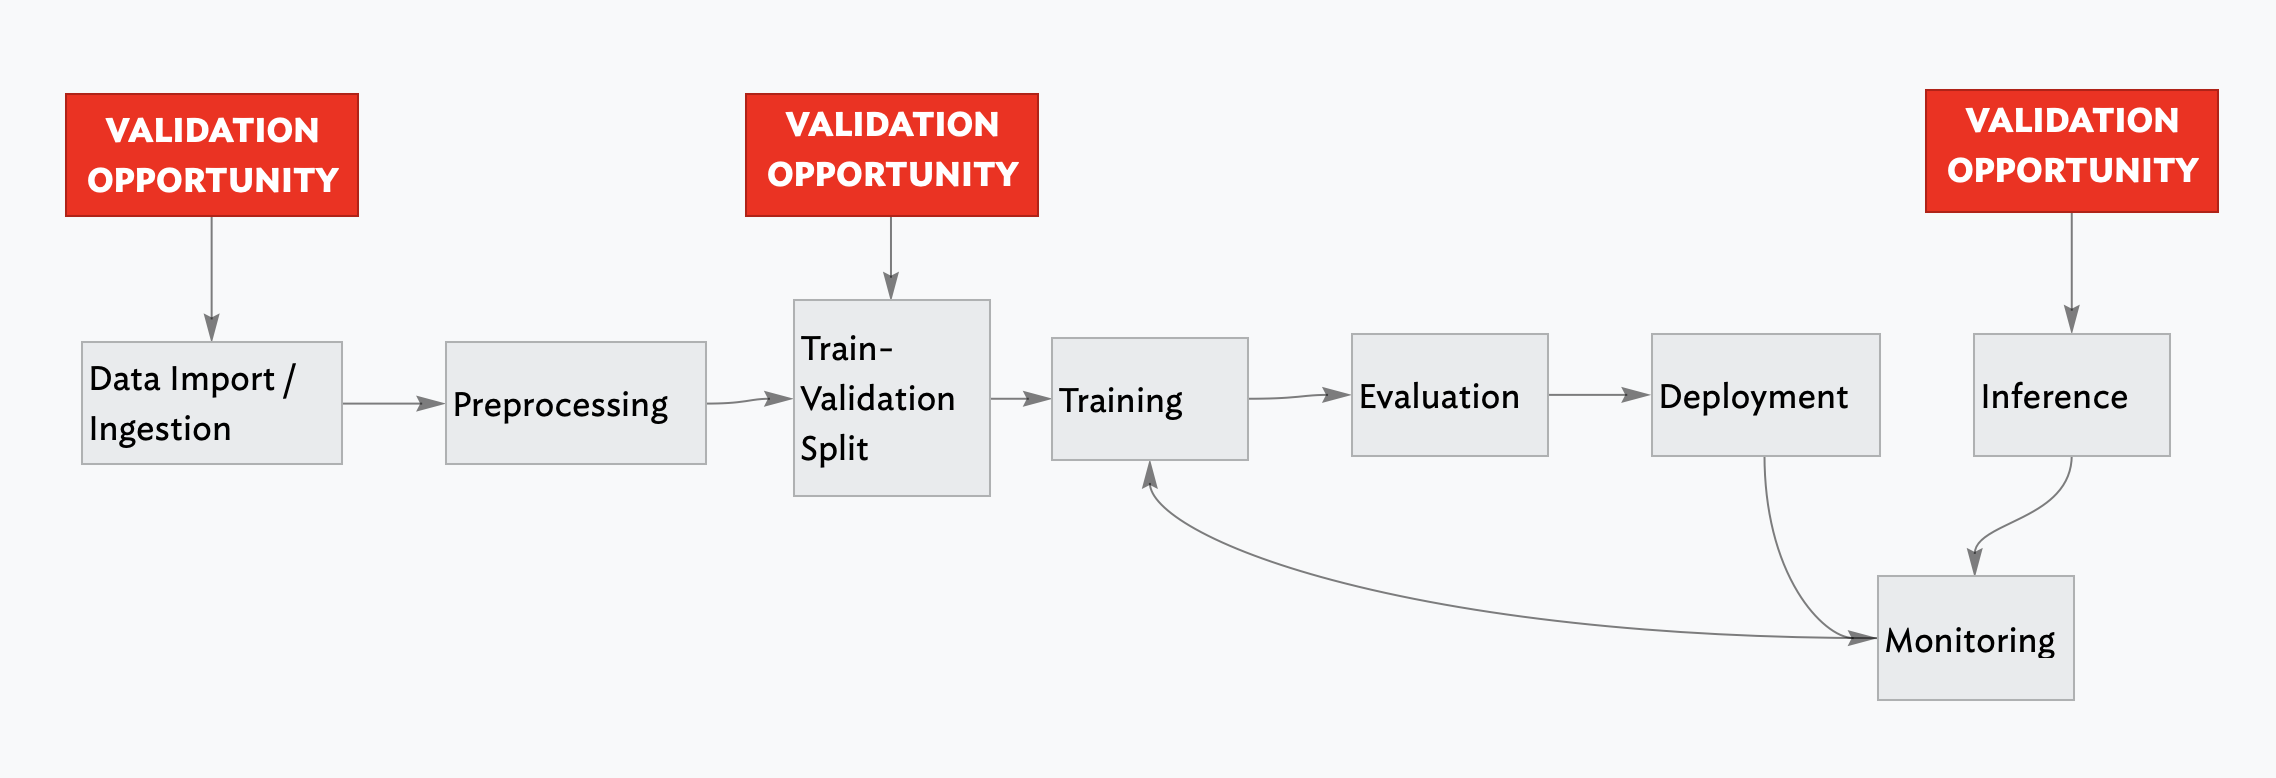 VALIDATION
OPPORTUNITY
VALIDATION
OPPORTUNITY
VALIDATION
OPPORTUNITY
Data Import /
Ingestion
Preprocessing
Train-
Validation
Split
Training
Evaluation
Deployment
Inference
Monitoring